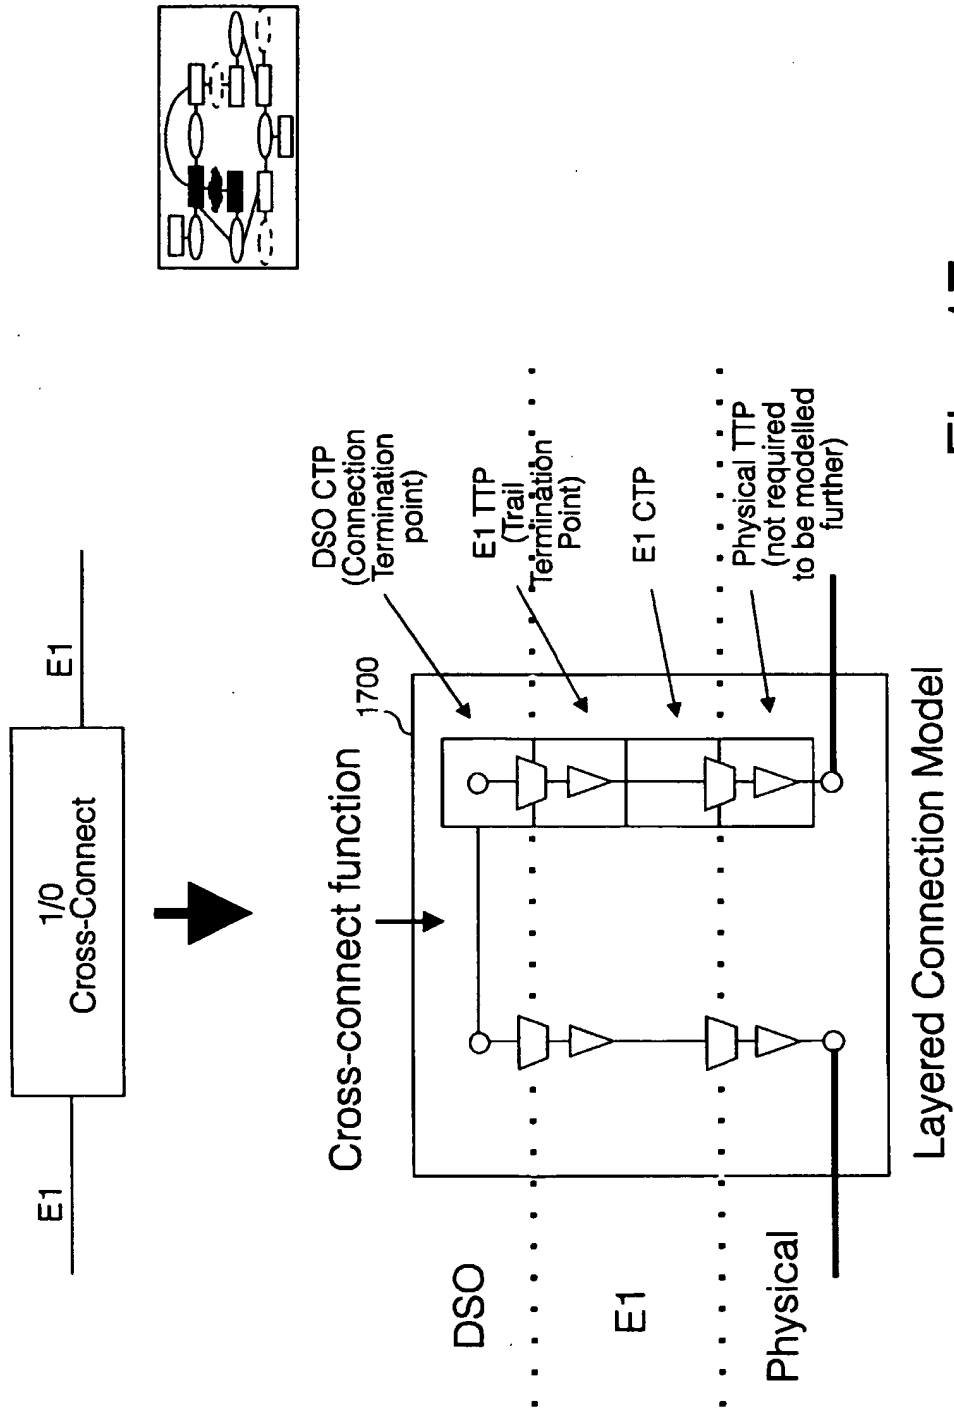 E1
1/0
Cross-Connect
E1
Cross-connect function
1700
DSO CTP
(Connection
Termination
point)
E1 TTP
(Trail
Termination
Point)
E1 CTP
Physical TTP
(not required
to be modelled
further)
DSO
E1
Physical
Layered Connection Model